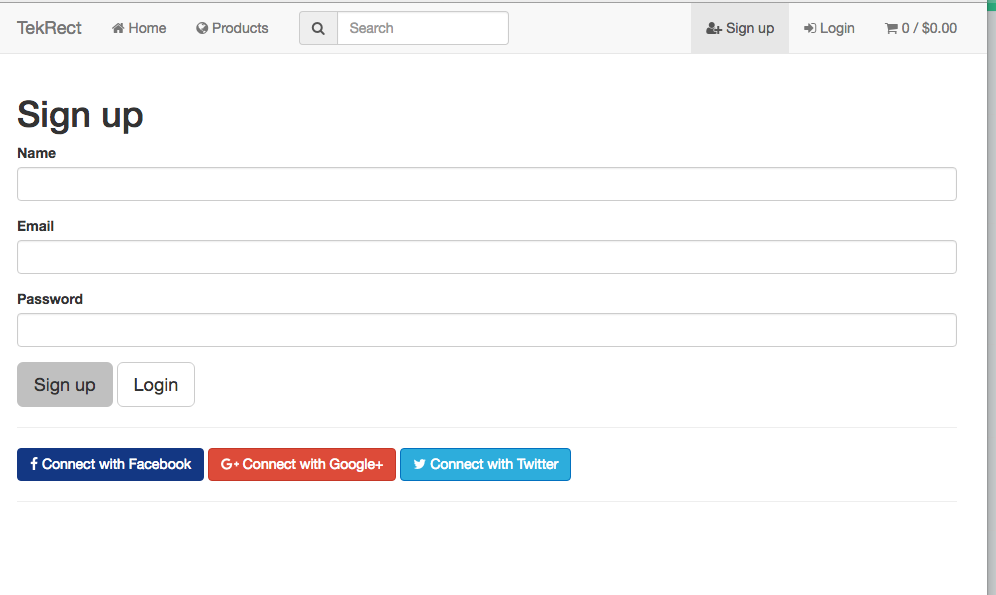 TekRect Home Products Search Sign up Login 0 / $0.00
Sign up
Name
Email
Password
Sign up Login
Connect with Facebook G+ Connect with Google+ Connect with Twitter